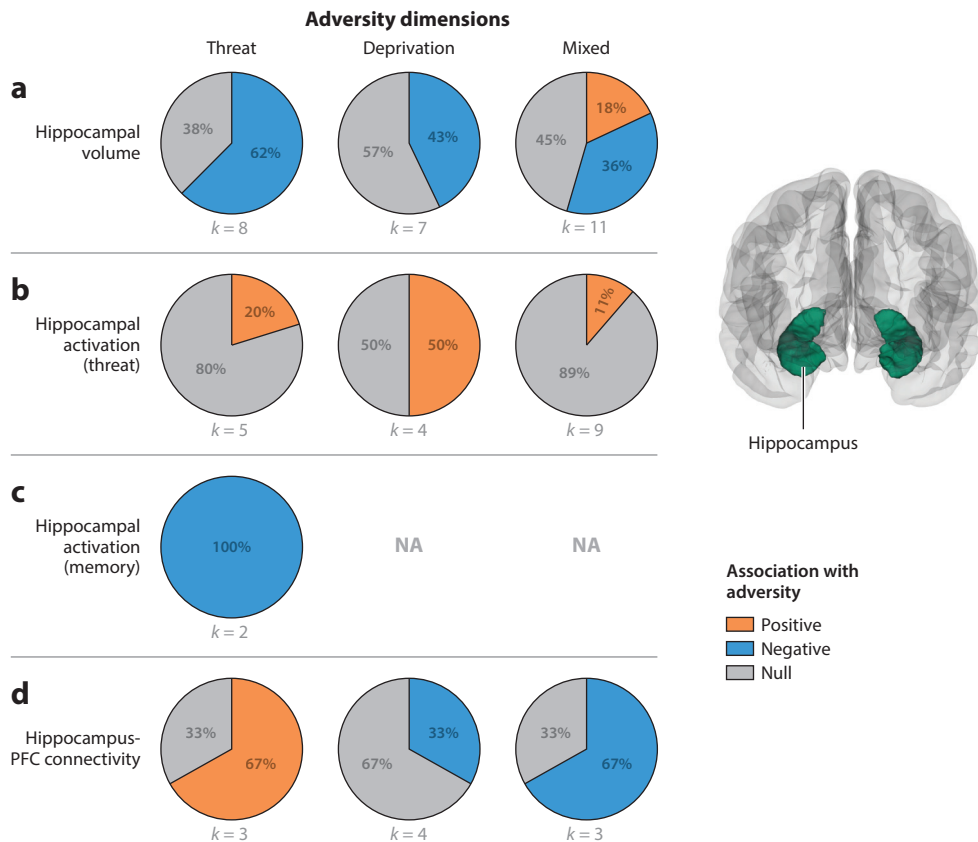 Adversity dimensions
Threat Deprivation Mixed
a
Hippocampal
volume
38% 62%
57% 43%
45% 18% 36%
k = 8 k = 7 k = 11
b
Hippocampal
activation
(threat)
20% 80%
50% 50%
11% 89%
k = 5 k = 4 k = 9
Hippocampus
c
Hippocampal
activation
(memory)
100% NA NA
k = 2
Association with
adversity
Positive
Negative
Null
d
Hippocampus-
PFC connectivity
33% 67%
67% 33%
33% 67%
k = 3 k = 4 k = 3